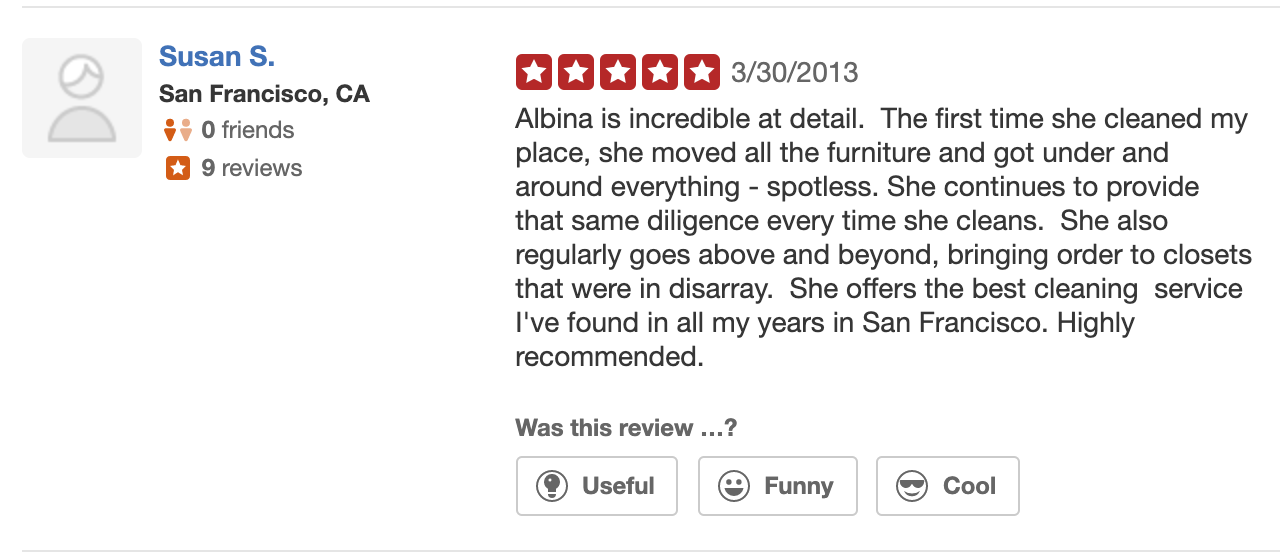 Susan S.
San Francisco, CA
0 friends
9 reviews
3/30/2013
Albina is incredible at detail.  The first time she cleaned my
place, she moved all the furniture and got under and
around everything - spotless. She continues to provide
that same diligence every time she cleans.  She also
regularly goes above and beyond, bringing order to closets
that were in disarray.  She offers the best cleaning  service
I've found in all my years in San Francisco. Highly
recommended.
Was this review ...?
Useful
Funny
Cool